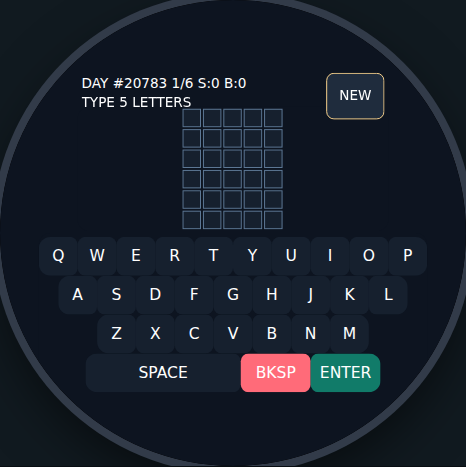 DAY #20783 1/6 S:0 B:0
TYPE 5 LETTERS
NEW
Q W E R T Y U I O P
A S D F G H J K L
Z X C V B N M
SPACE BKSP ENTER